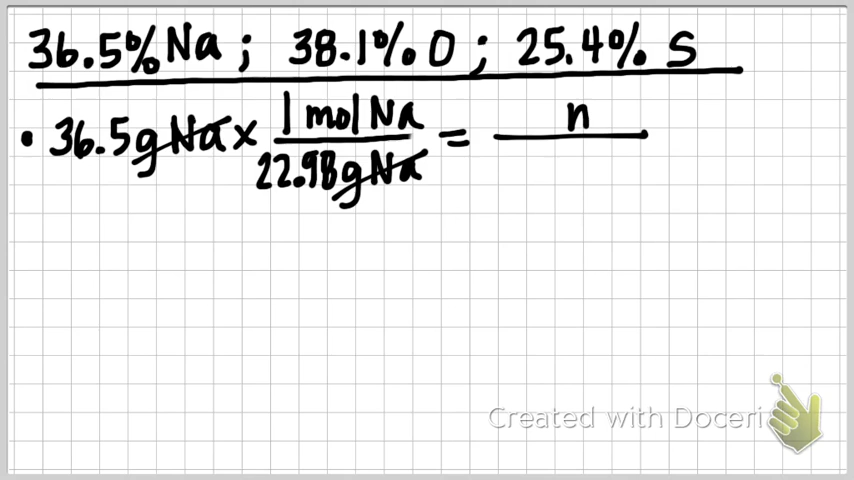 36.5% Na ; 38.1% O ; 25.4% S
• 36.5g Na x 1 mol Na / 22.98g Na = n
Created with Doceri